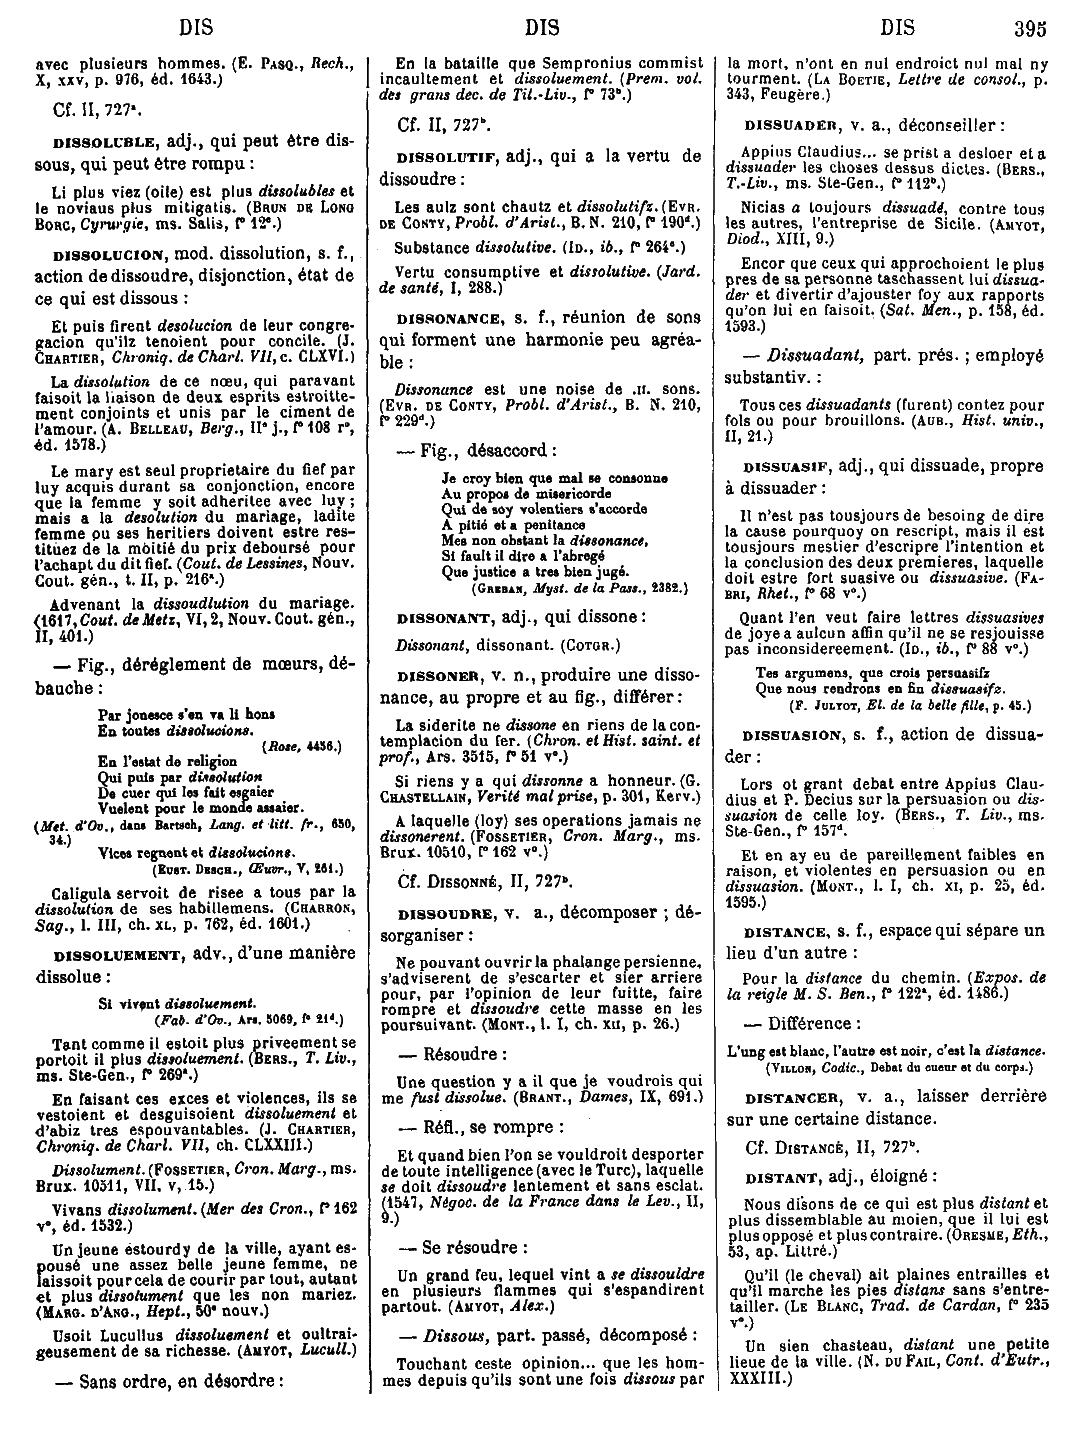 DIS
DIS
DIS 395
avec plusieurs hommes. (E. PASQ., Rech.,
X, XXV, p. 976, éd. 1643.)
Cf. II, 727ᵃ.
DISSOLUBLE, adj., qui peut être dis-
sous, qui peut être rompu :
Li plus viez (oile) est plus dissolubles et
le noviaus plus mitigatis. (BRUN DE LONG
BORC, Cyrurgie, ms. Salis, fº 12ᵉ.)
DISSOLUCION, mod. dissolution, s. f.,
action de dissoudre, disjonction, état de
ce qui est dissous :
Et puis firent desolucion de leur congre-
gacion qu'ilz tenoient pour concile. (J.
CHARTIER, Chroniq. de Charl. VII, c. CLXVI.)
La dissolution de ce nœu, qui paravant
faisoit la liaison de deux esprits estroitte-
ment conjoints et unis par le ciment de
l'amour. (A. BELLEAU, Berg., IIᵉ j., fº 108 rº,
éd. 1578.)
Le mary est seul proprietaire du fief par
luy acquis durant sa conjonction, encore
que la femme y soit adheritee avec luy ;
mais a la desolution du mariage, ladite
femme ou ses heritiers doivent estre res-
tituez de la moitié du prix deboursé pour
l'achapt du dit fief. (Cout. de Lessines, Nouv.
Cout. gén., t. II, p. 216ᵃ.)
Advenant la dissoudlution du mariage.
(1617, Cout. de Metz, VI, 2, Nouv. Cout. gén.,
II, 401.)
— Fig., déréglement de mœurs, dé-
bauche :
Par jonesce s'en va li hons
En toutes dissolucions.
(Rose, 4456.)
En l'estat de religion
Qui puis par dissolution
De cuer qui les fait esgaier
Vuelent pour le monde assaier.
(Met. d'Ov., dans Bartsch, Lang. et litt. fr., 650,
34.)
Vices regnent et dissolucions.
(EUST. DESCH., Œuvr., V, 261.)
Caligula servoit de risee a tous par la
dissolution de ses habillemens. (CHARRON,
Sag., l. III, ch. XL, p. 762, éd. 1601.)
DISSOLUEMENT, adv., d'une manière
dissolue :
Si vivent dissoluement.
(Fab. d'Ov., Ars. 5069, fº 21ᵈ.)
Tant comme il estoit plus priveement se
portoit il plus dissoluement. (BERS., T. Liv.,
ms. Ste-Gen., fº 269ᵃ.)
En faisant ces exces et violences, ils se
vestoient et desguisoient dissoluement et
d'abiz tres espouvantables. (J. CHARTIER,
Chroniq. de Charl. VII, ch. CLXXIII.)
Dissolument. (FOSSETIER, Cron. Marg., ms.
Brux. 10511, VII, v, 15.)
Vivans dissolument. (Mer des Cron., fº 162
vº, éd. 1532.)
Un jeune estourdy de la ville, ayant es-
pousé une assez belle jeune femme, ne
laissoit pour cela de courir par tout, autant
et plus dissolument que les non mariez.
(MARG. D'ANG., Hept., 50ᵉ nouv.)
Usoit Lucullus dissoluement et oultrai-
geusement de sa richesse. (AMYOT, Lucull.)
— Sans ordre, en désordre :
En la bataille que Sempronius commist
incaultement et dissoluement. (Prem. vol.
des grans dec. de Tit.-Liv., fº 73ᵇ.)
Cf. II, 727ᵇ.
DISSOLUTIF, adj., qui a la vertu de
dissoudre :
Les aulz sont chautz et dissolutifz. (EVR.
DE CONTY, Probl. d'Arist., B. N. 210, fº 190ᵈ.)
Substance dissolutive. (ID., ib., fº 264ᵃ.)
Vertu consumptive et dissolutive. (Jard.
de santé, I, 288.)
DISSONANCE, s. f., réunion de sons
qui forment une harmonie peu agréa-
ble :
Dissonance est une noise de .II. sons.
(EVR. DE CONTY, Probl. d'Arist., B. N. 210,
fº 229ᵈ.)
— Fig., désaccord :
Je croy bien que mal se consonne
Au propos de misericorde
Qui de soy volentiers s'accorde
A pitié et a penitance
Mes non obstant la dissonance,
Si fault il dire a l'abregé
Que justice a tres bien jugé.
(GREBAN, Myst. de la Pass., 2382.)
DISSONANT, adj., qui dissone :
Dissonant, dissonant. (COTGR.)
DISSONER, v. n., produire une disso-
nance, au propre et au fig., différer :
La siderite ne dissone en riens de la con-
templacion du fer. (Chron. et Hist. saint. et
prof., Ars. 3515, fº 51 vº.)
Si riens y a qui dissonne a honneur. (G.
CHASTELLAIN, Verité mal prise, p. 301, Kerv.)
A laquelle (loy) ses operations jamais ne
dissonerent. (FOSSETIER, Cron. Marg., ms.
Brux. 10510, fº 162 vº.)
Cf. DISSONNÉ, II, 727ᵇ.
DISSOUDRE, v. a., décomposer ; dé-
sorganiser :
Ne pouvant ouvrir la phalange persienne,
s'adviserent de s'escarter et sier arriere
pour, par l'opinion de leur fuitte, faire
rompre et dissoudre cette masse en les
poursuivant. (MONT., l. I, ch. XII, p. 26.)
— Résoudre :
Une question y a il que je voudrois qui
me fust dissolue. (BRANT., Dames, IX, 691.)
— Réfl., se rompre :
Et quand bien l'on se vouldroit desporter
de toute intelligence (avec le Turc), laquelle
se doit dissoudre lentement et sans esclat.
(1547, Négoc. de la France dans le Lev., II,
9.)
— Se résoudre :
Un grand feu, lequel vint a se dissouldre
en plusieurs flammes qui s'espandirent
partout. (AMYOT, Alex.)
— Dissous, part. passé, décomposé :
Touchant ceste opinion... que les hom-
mes depuis qu'ils sont une fois dissous par
la mort, n'ont en nul endroict nul mal ny
tourment. (LA BOETIE, Lettre de consol., p.
343, Feugère.)
DISSUADER, v. a., déconseiller :
Appius Claudius... se prist a desloer et a
dissuader les choses dessus dictes. (BERS.,
T.-Liv., ms. Ste-Gen., fº 112ᵇ.)
Nicias a toujours dissuadé, contre tous
les autres, l'entreprise de Sicile. (AMYOT,
Diod., XIII, 9.)
Encor que ceux qui approchoient le plus
pres de sa personne taschassent lui dissua-
der et divertir d'ajouster foy aux rapports
qu'on lui en faisoit. (Sat. Men., p. 158, éd.
1593.)
— Dissuadant, part. prés. ; employé
substantiv. :
Tous ces dissuadants (furent) contez pour
fols ou pour brouillons. (AUB., Hist. univ.,
II, 21.)
DISSUASIF, adj., qui dissuade, propre
à dissuader :
Il n'est pas tousjours de besoing de dire
la cause pourquoy on rescript, mais il est
tousjours mestier d'escripre l'intention et
la conclusion des deux premieres, laquelle
doit estre fort suasive ou dissuasive. (FA-
BRI, Rhet., fº 68 vº.)
Quant l'en veut faire lettres dissuasives
de joye a aulcun affin qu'il ne se resjouisse
pas inconsidereement. (ID., ib., fº 88 vº.)
Tes argumens, que crois persuasifz
Que nous rendrons en fin dissuasifz.
(F. JULYOT, El. de la belle fille, p. 45.)
DISSUASION, s. f., action de dissua-
der :
Lors ot grant debat entre Appius Clau-
dius et P. Decius sur la persuasion ou dis-
suasion de celle loy. (BERS., T. Liv., ms.
Ste-Gen., fº 157ᵈ.
Et en ay eu de pareillement faibles en
raison, et violentes en persuasion ou en
dissuasion. (MONT., l. I, ch. XI, p. 25, éd.
1595.)
DISTANCE, s. f., espace qui sépare un
lieu d'un autre :
Pour la distance du chemin. (Expos. de
la reigle M. S. Ben., fº 122ᵃ, éd. 1486.)
— Différence :
L'ung est blanc, l'autre est noir, c'est la distance.
(VILLON, Codic., Debat du cueur et du corps.)
DISTANCER, v. a., laisser derrière
sur une certaine distance.
Cf. DISTANCÉ, II, 727ᵇ.
DISTANT, adj., éloigné :
Nous disons de ce qui est plus distant et
plus dissemblable au moien, que il lui est
plus opposé et plus contraire. (ORESME, Eth.,
53, ap. Littré.)
Qu'il (le cheval) ait plaines entrailles et
qu'il marche les pies distans sans s'entre-
tailler. (LE BLANC, Trad. de Cardan, fº 235
vº.)
Un sien chasteau, distant une petite
lieue de la ville. (N. DU FAIL, Cont. d'Eutr.,
XXXIII.)